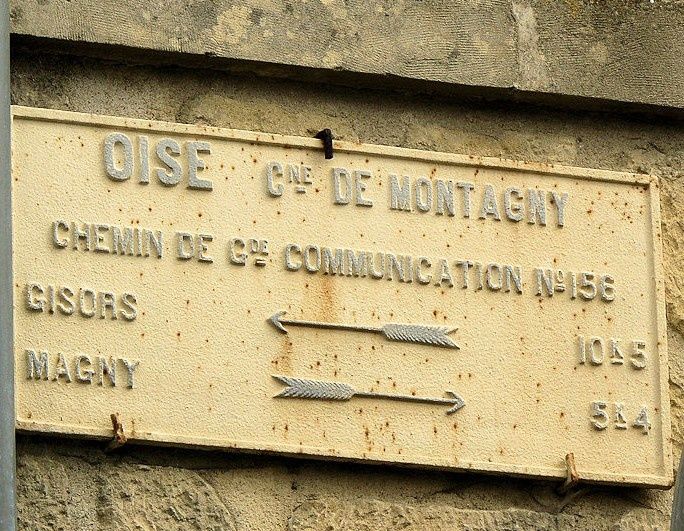 OISE CNE DE MONTAGNY
CHEMIN DE GDE COMMUNICATION No 156
GISORS 10K5
MAGNY 5K4